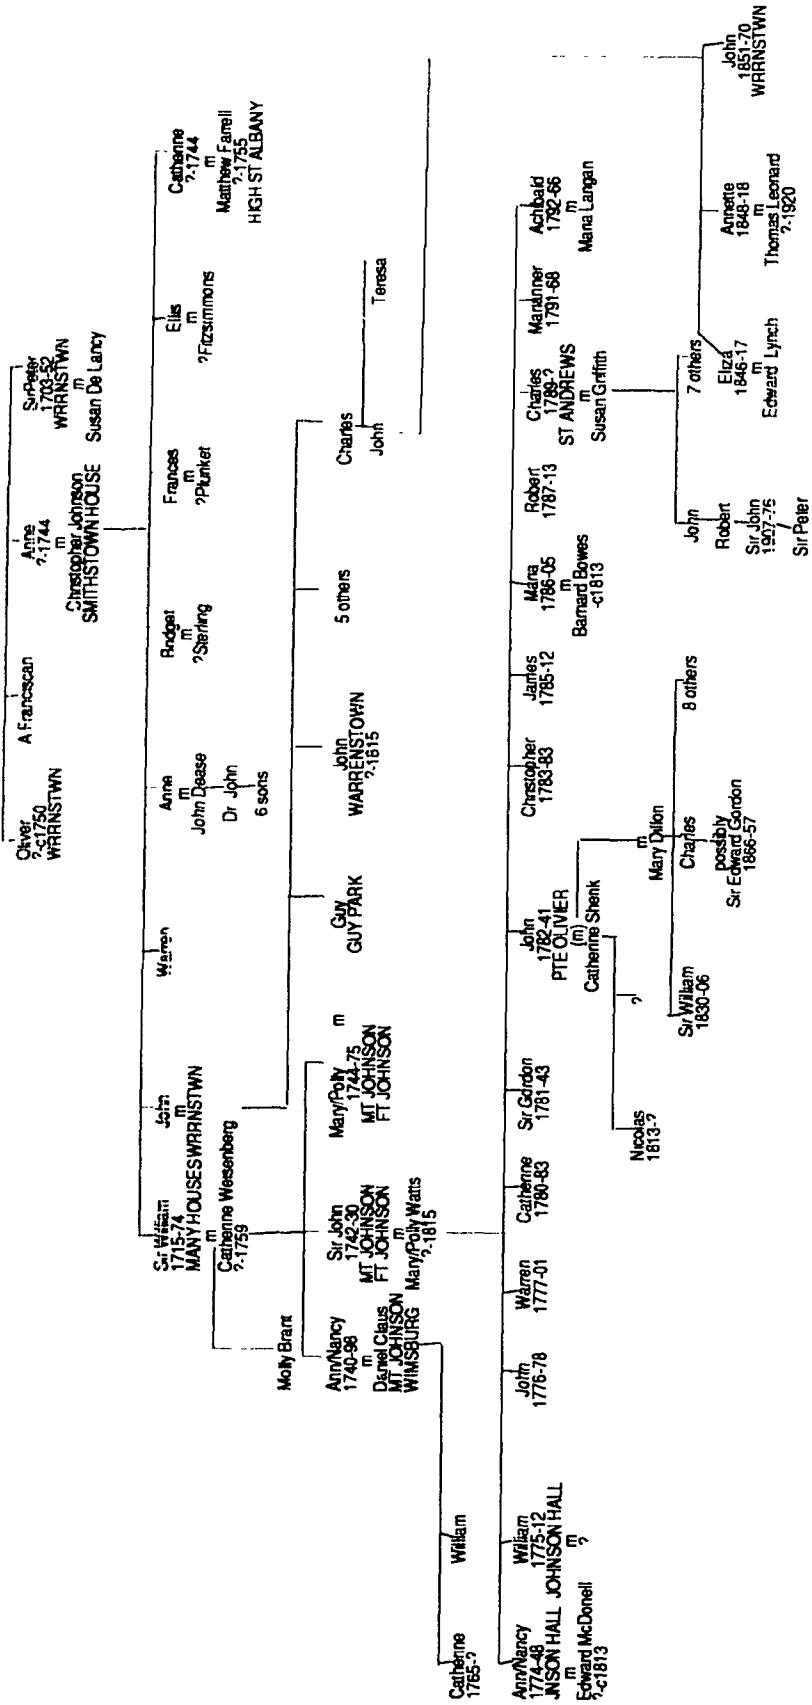 Oliver
?-c1750
WRRNSTWN
A Franciscan
Anne
?-1744
m
Christopher Johnson
SMITHSTOWN HOUSE
Sir Peter
1703-52
WRRNSTWN
m
Susan De Lancy
Sir William
1715-74
MANY HOUSES
m
Catherine Weisenberg
?-1759
John
m
WRRNSTWN
Warren
Anne
m
John Dease
Dr John
6 sons
Bridget
m
?Sterling
Frances
m
?Plunket
Ellis
m
?Fitzsimmons
Catherine
?-1744
m
Matthew Farrell
?-1755
HIGH ST ALBANY
Molly Brant
Ann/Nancy
1740-98
m
Daniel Claus
MT JOHNSON
WIMSBURG
Sir John
1742-30
MT JOHNSON
FT JOHNSON
m
Mary/Polly Watts
?-1815
Mary/Polly
1744-75
MT JOHNSON
FT JOHNSON
m
Guy
GUY PARK
John
WARRENSTOWN
?-1815
5 others
Charles
John
Teresa
Catherine
1765-?
William
Ann/Nancy
1774-48
JNSON HALL
m
Edward McDonell
?-c1813
William
1775-12
JOHNSON HALL
m
?
John
1776-78
Warren
1777-01
Catherine
1780-83
Sir Gordon
1781-43
John
1782-41
PTE OLIVIER
(m)
Catherine Shenk
Christopher
1783-83
James
1785-12
Maria
1786-05
m
Barnard Bowes
-c1813
Robert
1787-13
Charles
1789-?
ST ANDREWS
m
Susan Griffith
Marianner
1791-68
Achibald
1792-66
m
Maria Langan
Nicolas
1813-?
?
m
Mary Dillon
Sir William
1830-06
Charles
possibly
Sir Edward Gordon
1866-57
8 others
John
Robert
Sir John
1907-75
Sir Peter
7 others
Eliza
1846-17
m
Edward Lynch
Annette
1848-18
m
Thomas Leonard
?-1920
John
1851-70
WRRNSTWN